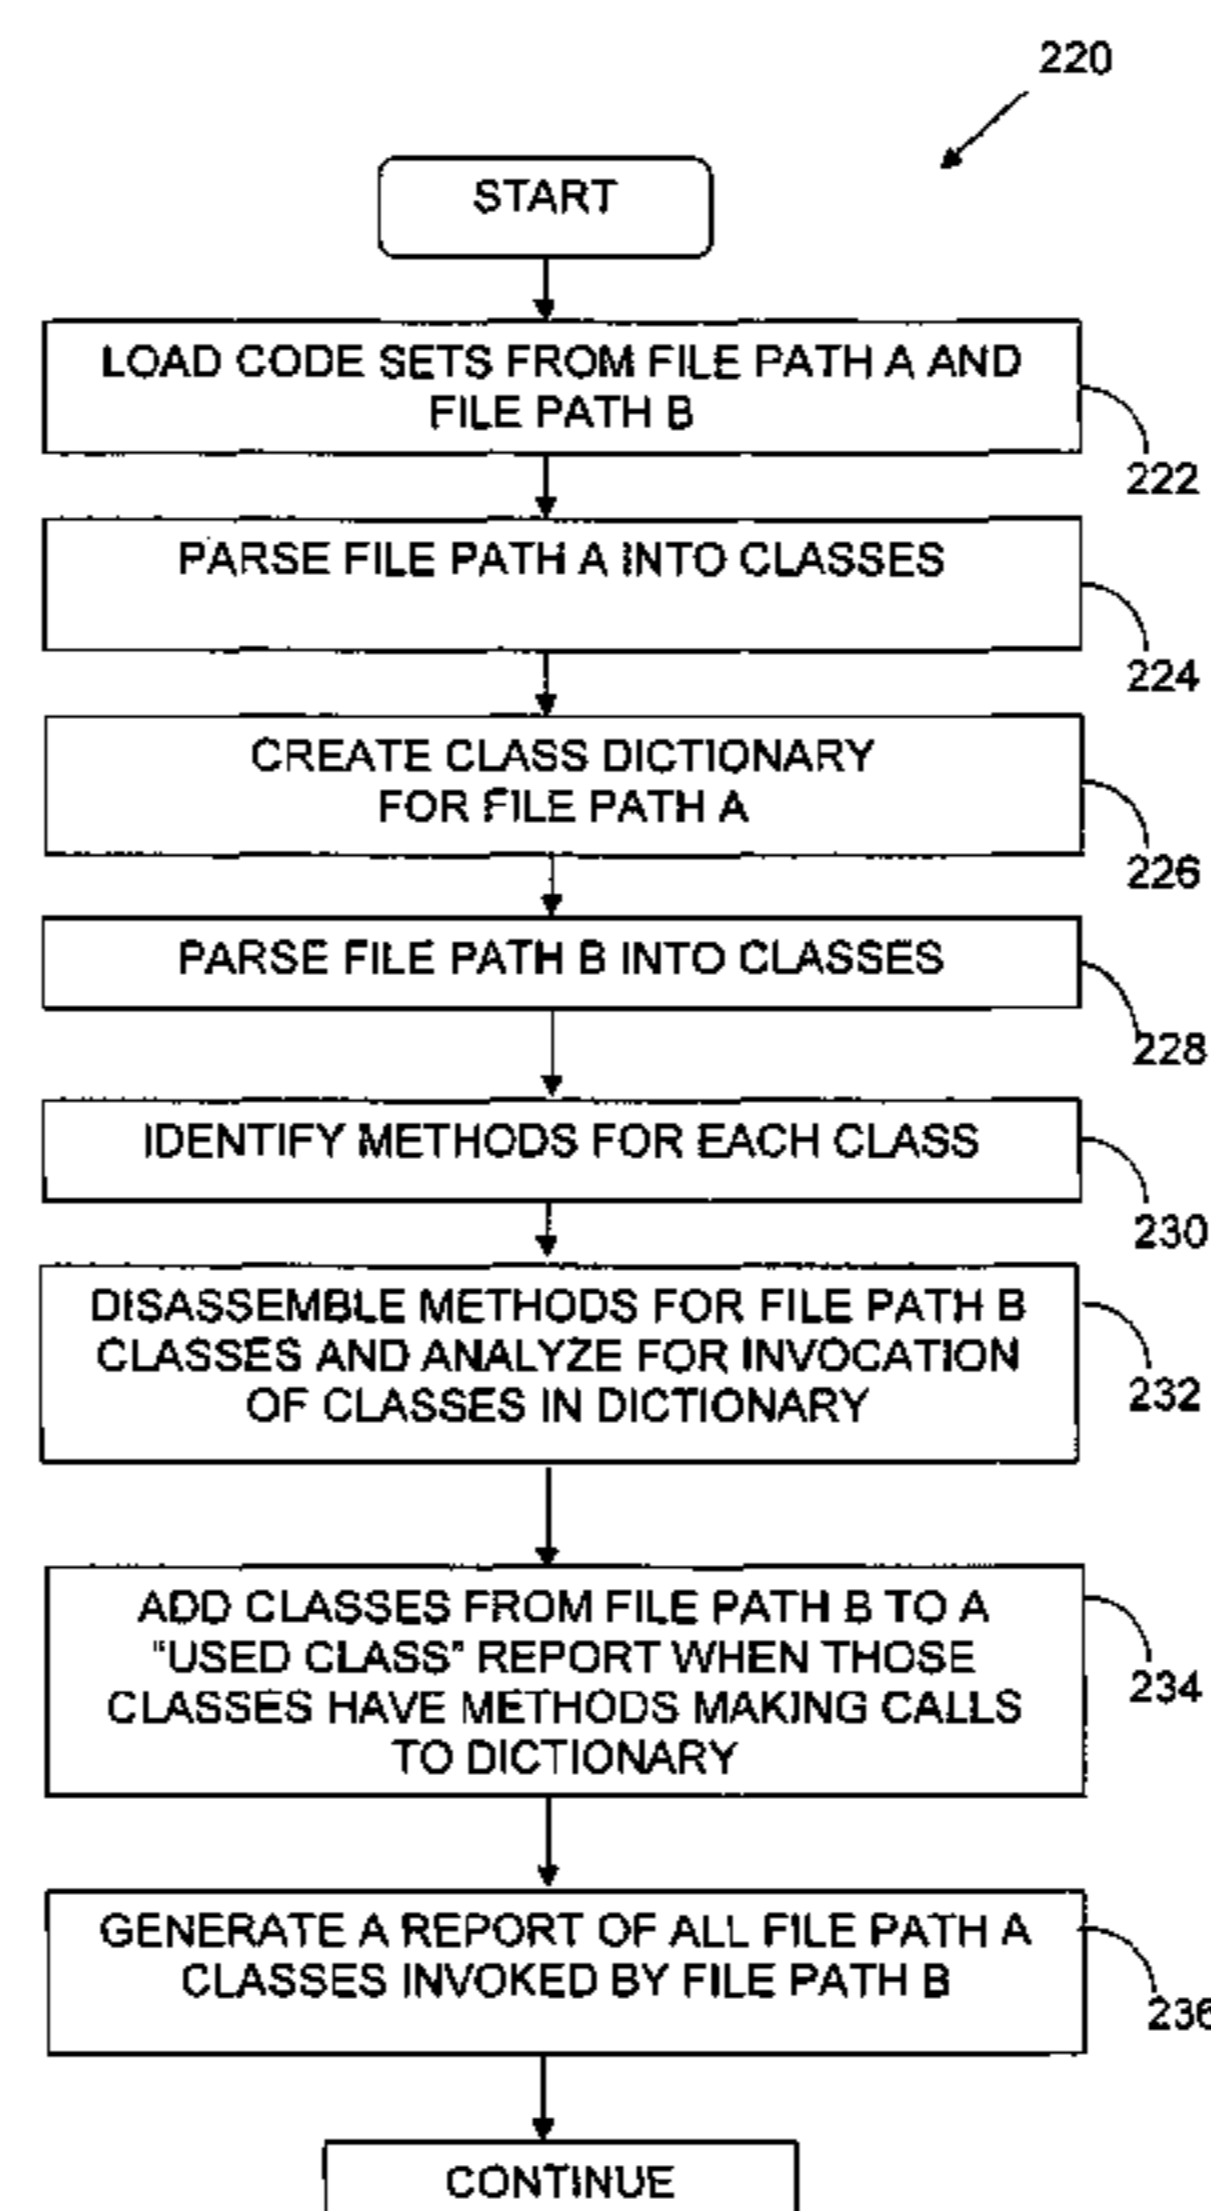 220
START
LOAD CODE SETS FROM FILE PATH A AND
FILE PATH B
222
PARSE FILE PATH A INTO CLASSES
224
CREATE CLASS DICTIONARY
FOR FILE PATH A
226
PARSE FILE PATH B INTO CLASSES
228
IDENTIFY METHODS FOR EACH CLASS
230
DISASSEMBLE METHODS FOR FILE PATH B
CLASSES AND ANALYZE FOR INVOCATION
OF CLASSES IN DICTIONARY
232
ADD CLASSES FROM FILE PATH B TO A
"USED CLASS" REPORT WHEN THOSE
CLASSES HAVE METHODS MAKING CALLS
TO DICTIONARY
234
GENERATE A REPORT OF ALL FILE PATH A
CLASSES INVOKED BY FILE PATH B
236
CONTINUE